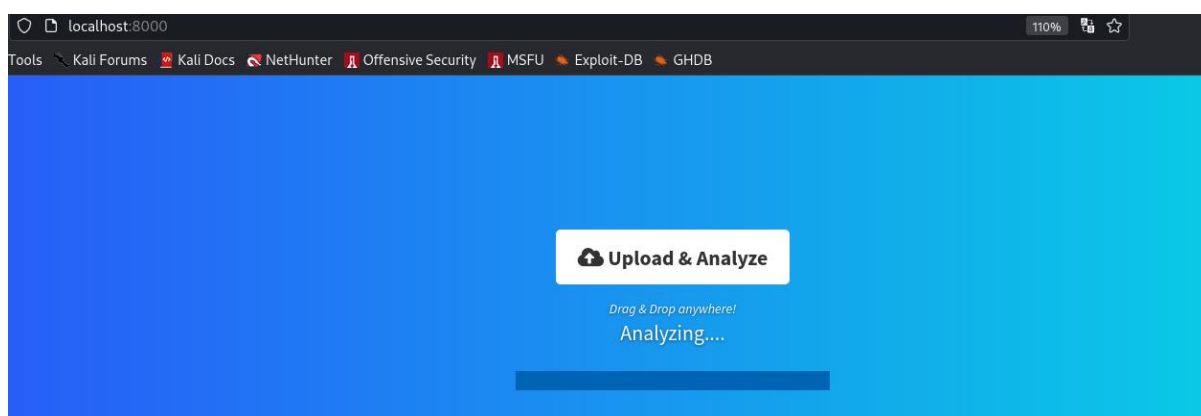 localhost:8000 110%
Tools Kali Forums Kali Docs NetHunter Offensive Security MSFU Exploit-DB GHDB
Upload & Analyze
Drag & Drop anywhere!
Analyzing....